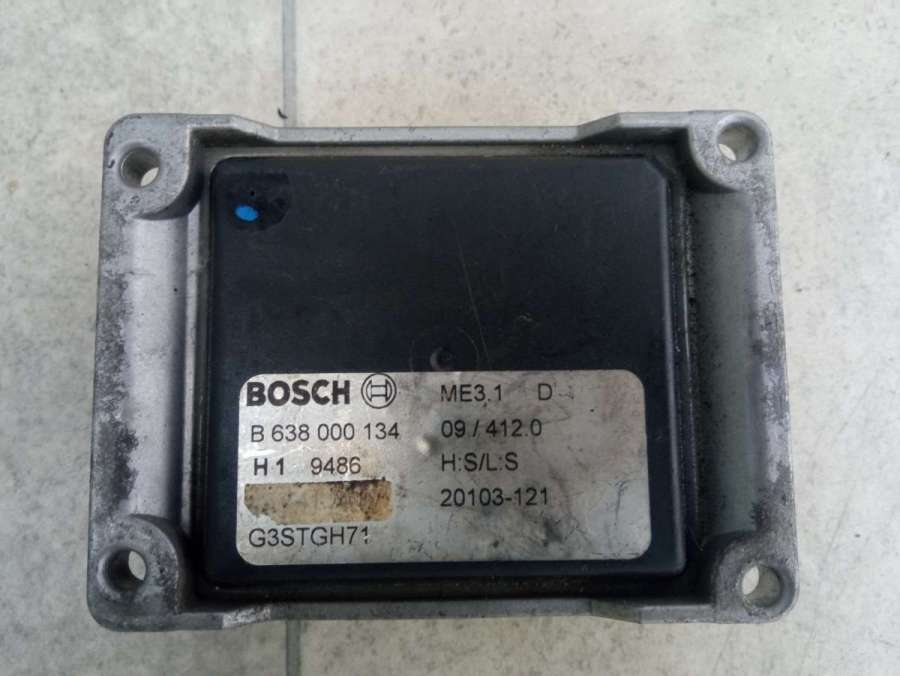 BOSCH
B 638 000 134
H 1 9486
G3STGH71
ME3.1 D
09 / 412.0
H:S/L:S
20103-121